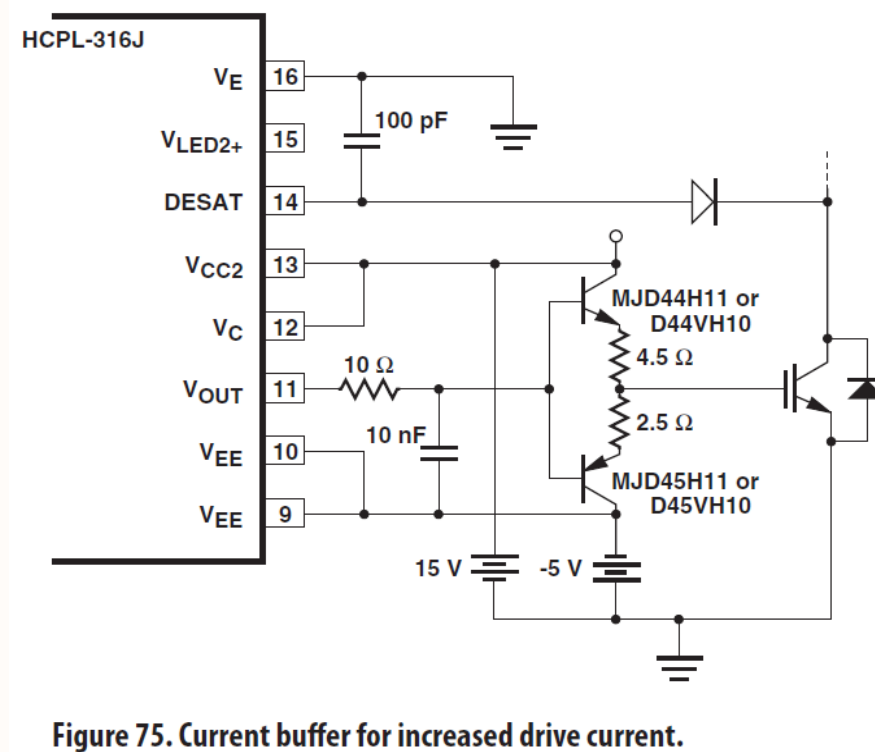 HCPL-316J
VE 16
100 pF
VLED2+ 15
DESAT 14
VCC2 13
MJD44H11 or
D44VH10
VC 12
4.5 Ω
10 Ω
VOUT 11
2.5 Ω
10 nF
VEE 10
MJD45H11 or
D45VH10
VEE 9
15 V
-5 V
Figure 75. Current buffer for increased drive current.